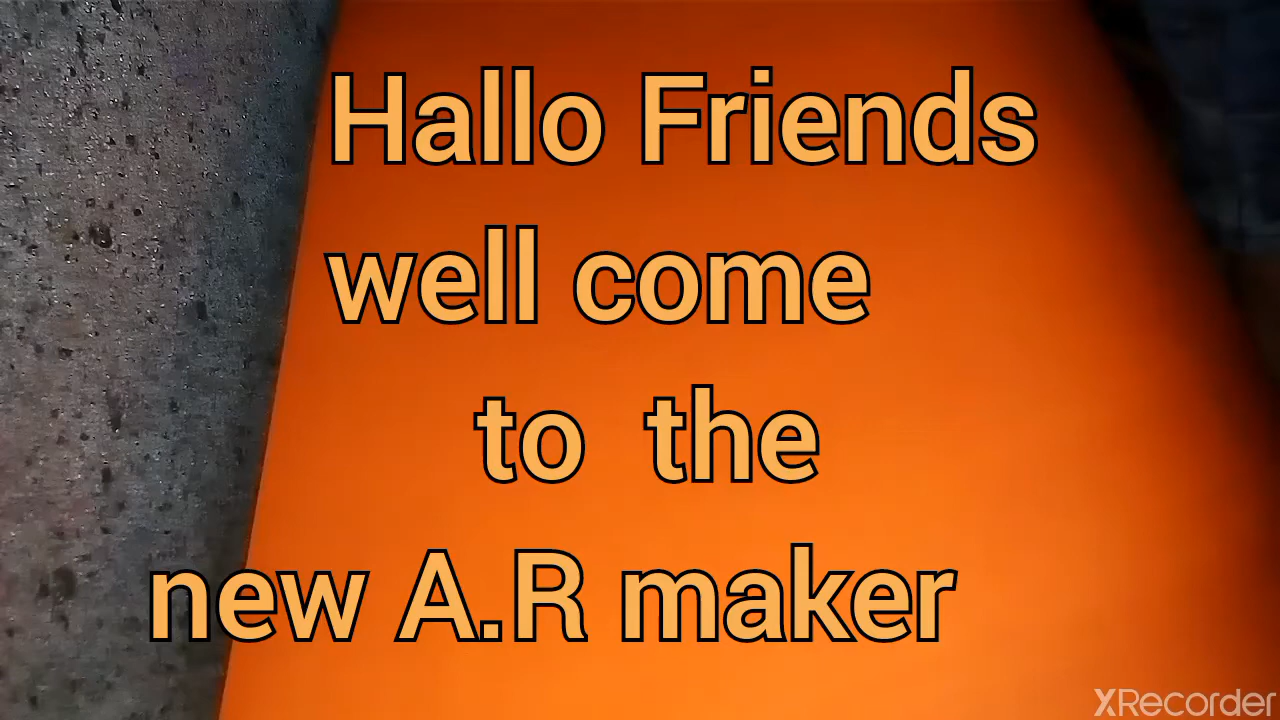 Hallo Friends
well come
to the
new A.R maker
XRecorder